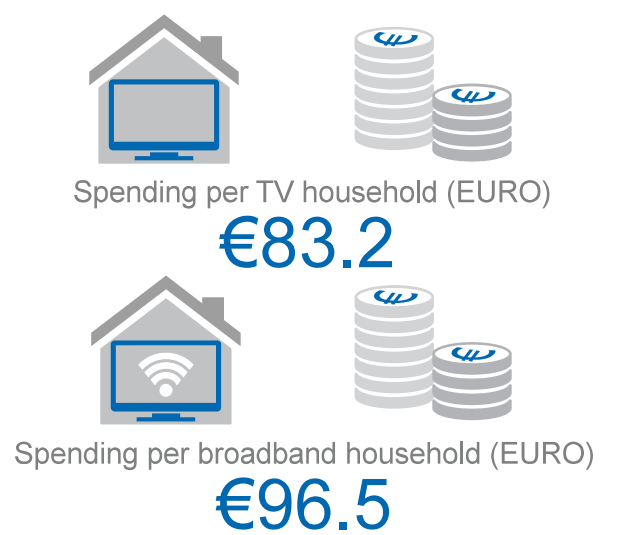 Spending per TV household (EURO)
€83.2
Spending per broadband household (EURO)
€96.5